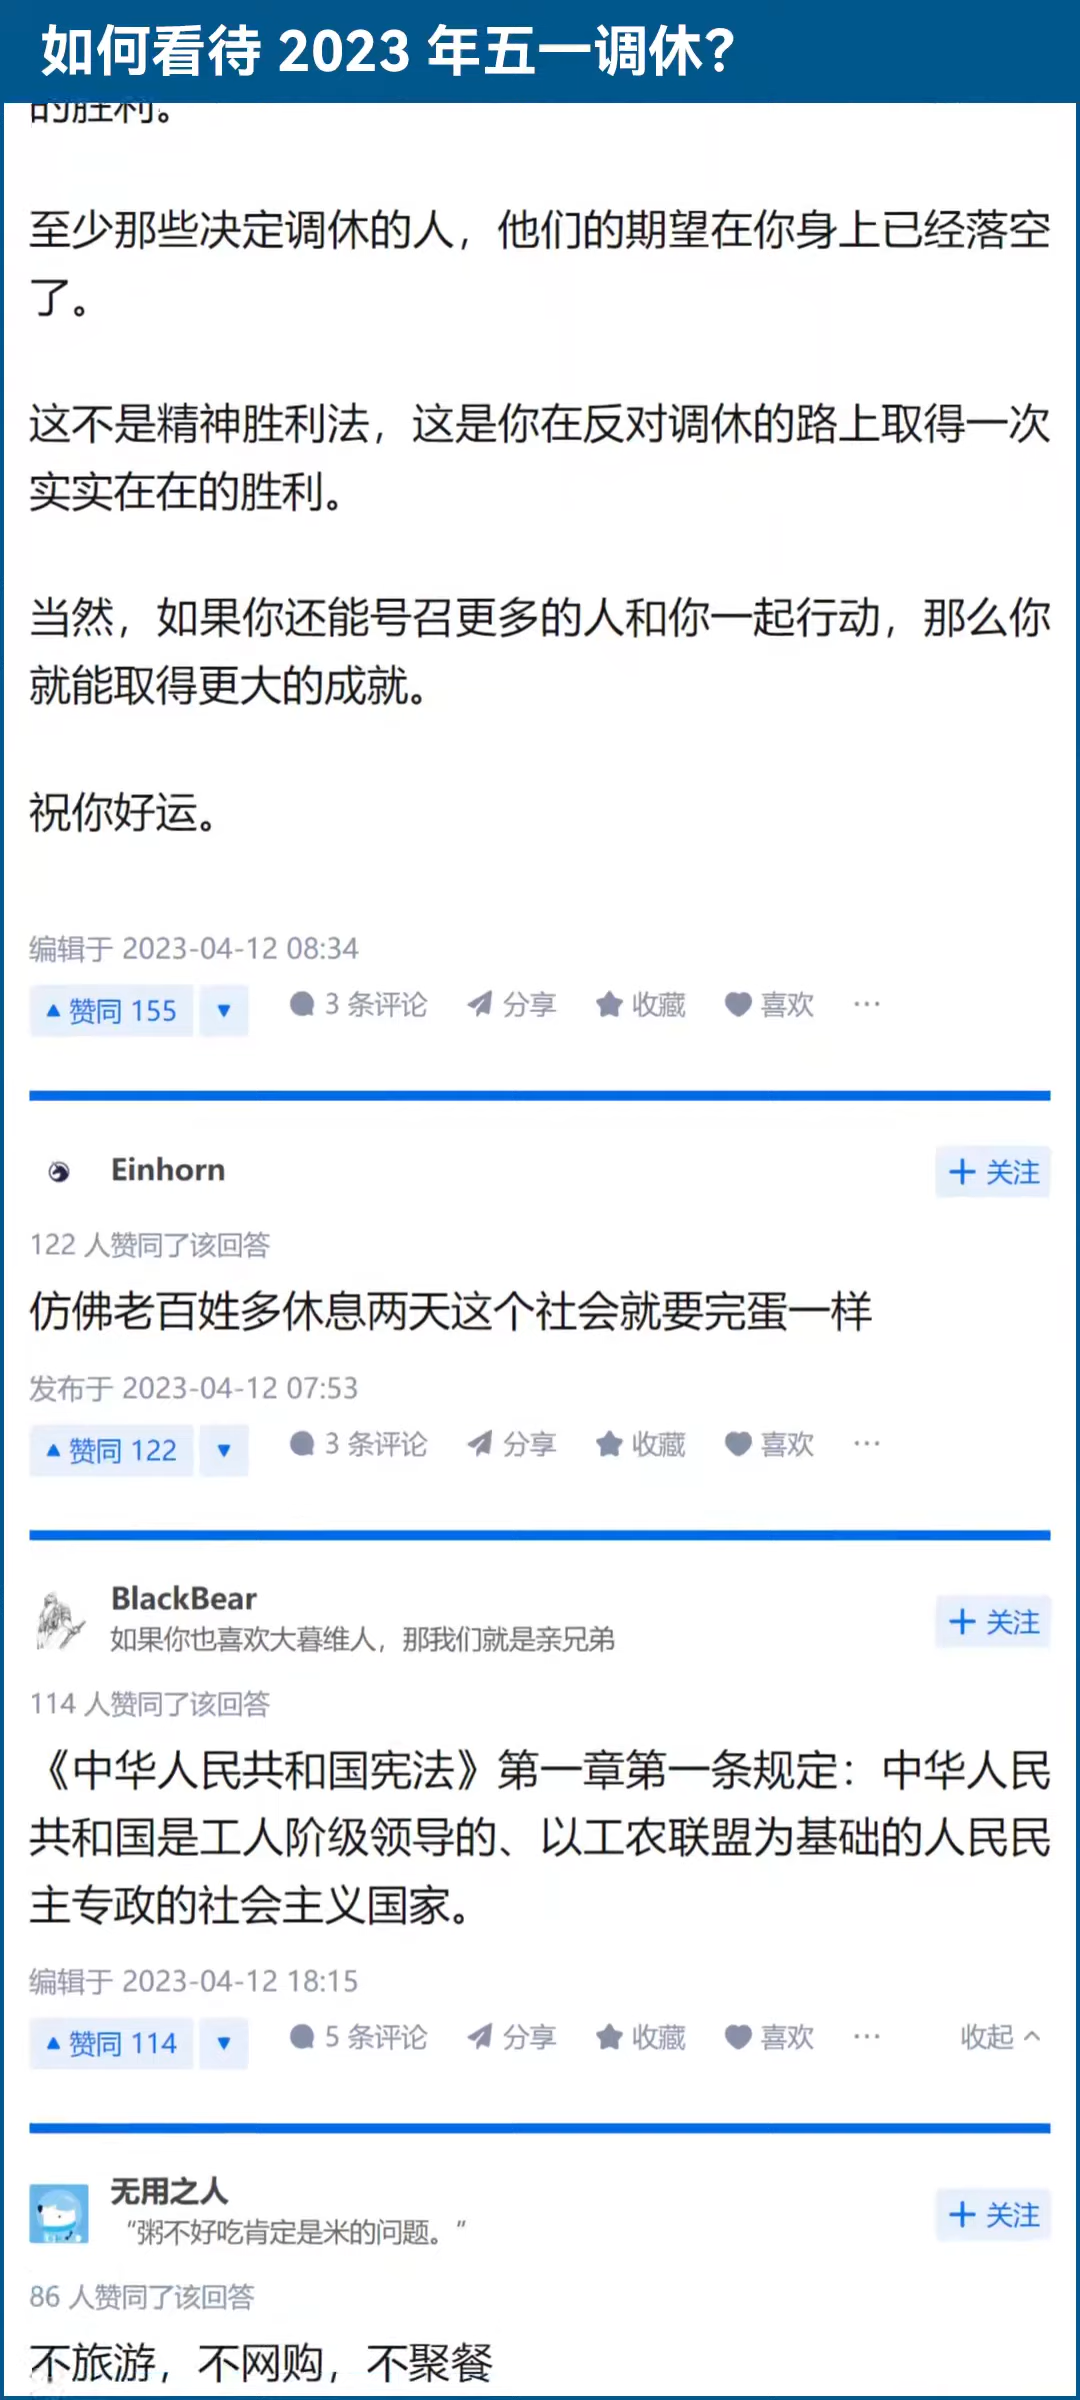 如何看待 2023 年五一调休？
的胜利。
至少那些决定调休的人，他们的期望在你身上已经落空
了。
这不是精神胜利法，这是你在反对调休的路上取得一次
实实在在的胜利。
当然，如果你还能号召更多的人和你一起行动，那么你
就能取得更大的成就。
祝你好运。
编辑于 2023-04-12 08:34
赞同 155 3 条评论 分享 收藏 喜欢 ···
Einhorn + 关注
122 人赞同了该回答
仿佛老百姓多休息两天这个社会就要完蛋一样
发布于 2023-04-12 07:53
赞同 122 3 条评论 分享 收藏 喜欢 ···
BlackBear
如果你也喜欢大暮维人，那我们就是亲兄弟 + 关注
114 人赞同了该回答
《中华人民共和国宪法》第一章第一条规定：中华人民
共和国是工人阶级领导的、以工农联盟为基础的人民民
主专政的社会主义国家。
编辑于 2023-04-12 18:15
赞同 114 5 条评论 分享 收藏 喜欢 ··· 收起
无用之人
“粥不好吃肯定是米的问题。” + 关注
86 人赞同了该回答
不旅游，不网购，不聚餐